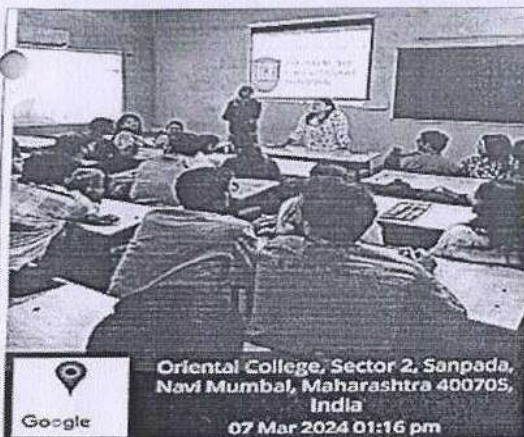 Oriental College, Sector 2, Sanpada,
Navi Mumbai, Maharashtra 400705,
India
07 Mar 2024 01:16 pm
Google